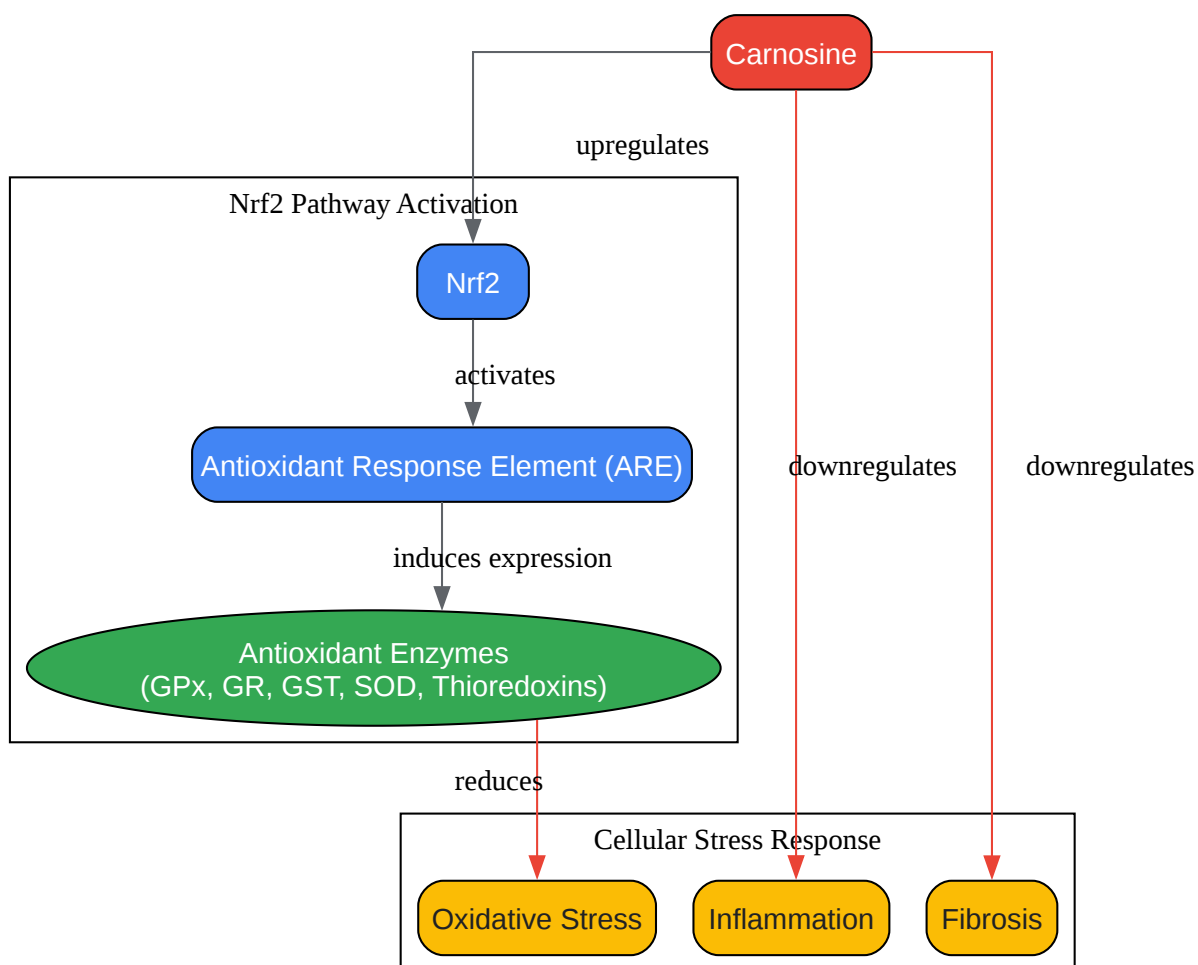 Carnosine
upregulates
Nrf2 Pathway Activation
Nrf2
activates
Antioxidant Response Element (ARE)
downregulates
downregulates
induces expression
Antioxidant Enzymes
(GPx, GR, GST, SOD, Thioredoxins)
reduces
Cellular Stress Response
Oxidative Stress
Inflammation
Fibrosis